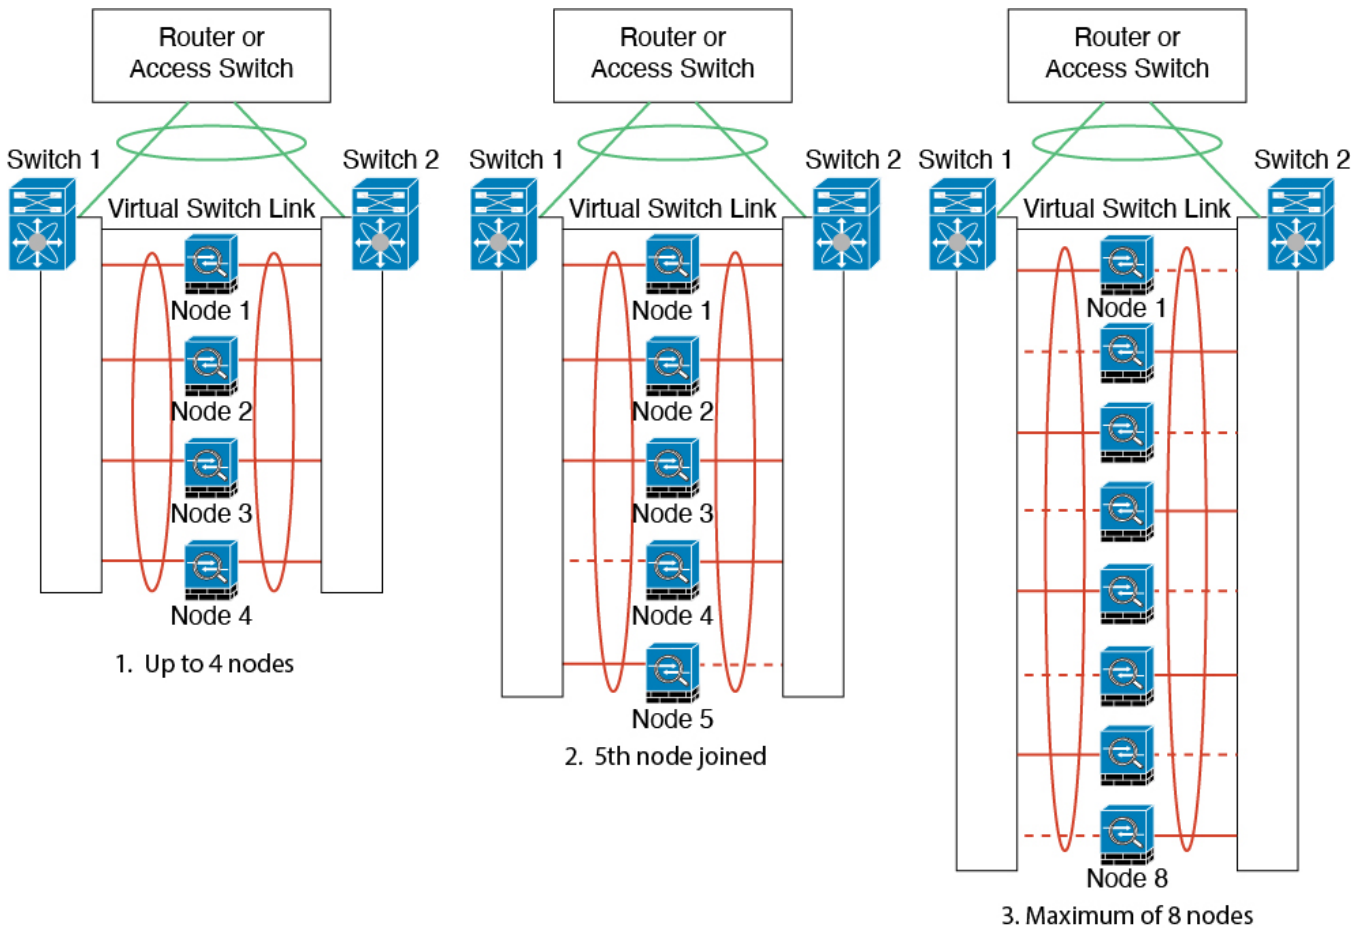 Router or
Access Switch
Switch 1
Switch 2
Virtual Switch Link
Node 1
Node 2
Node 3
Node 4
1. Up to 4 nodes
Router or
Access Switch
Switch 1
Switch 2
Virtual Switch Link
Node 1
Node 2
Node 3
Node 4
Node 5
2. 5th node joined
Router or
Access Switch
Switch 1
Switch 2
Virtual Switch Link
Node 1
Node 8
3. Maximum of 8 nodes